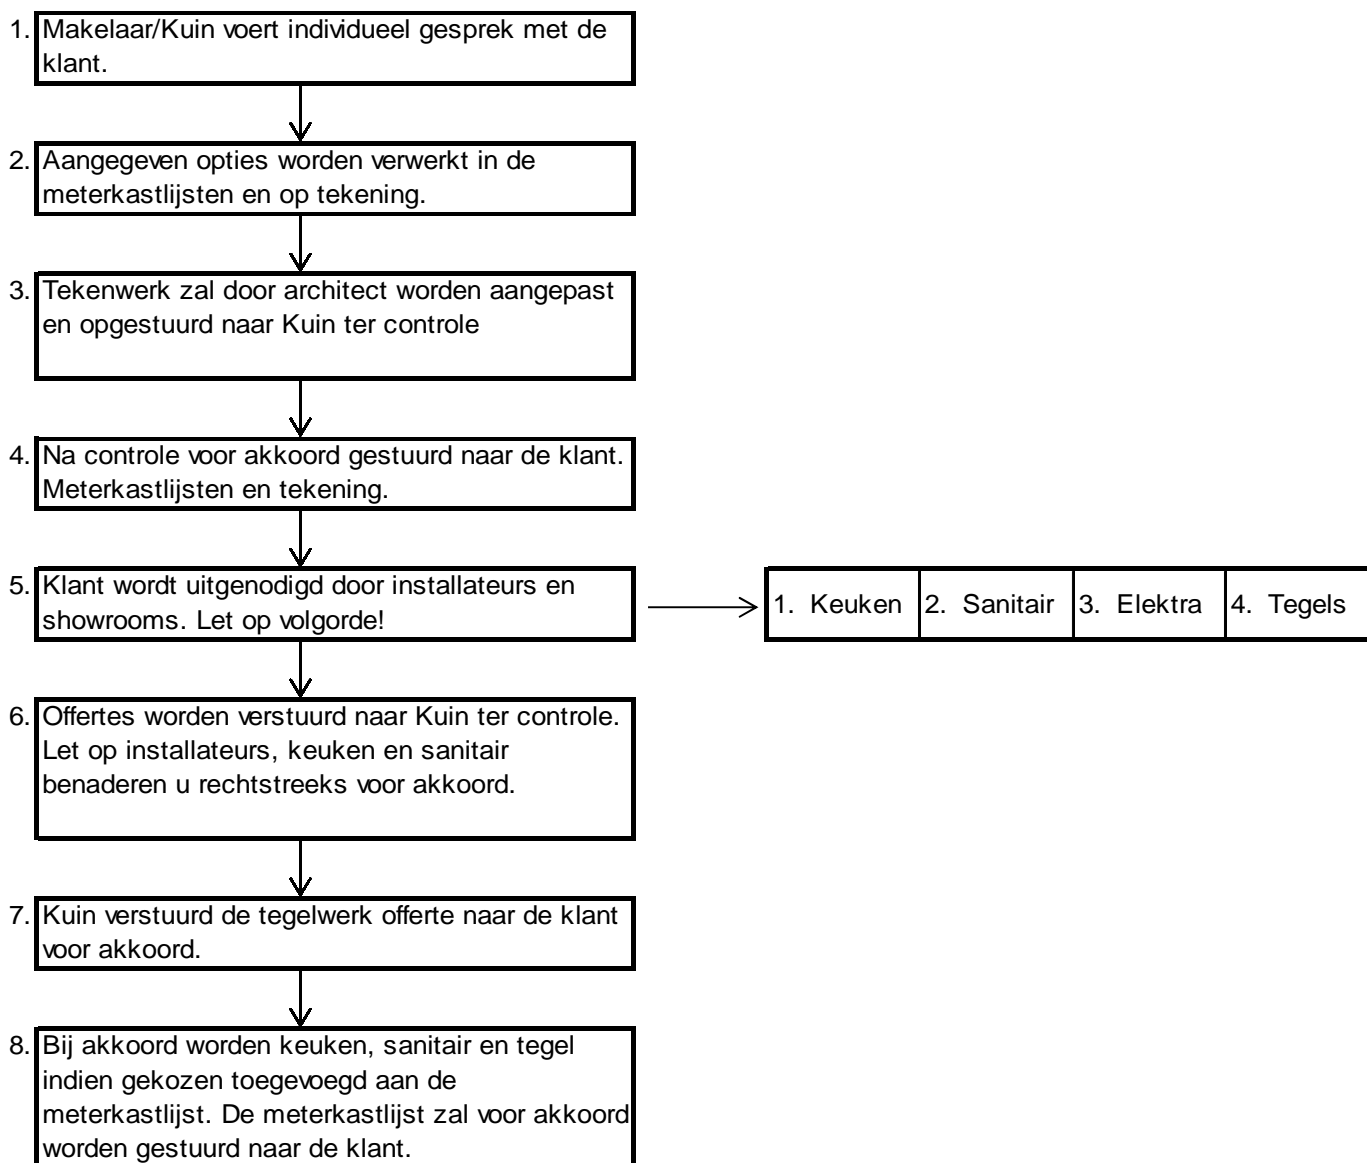 1. Makelaar/Kuin voert individueel gesprek met de
klant.
2. Aangegeven opties worden verwerkt in de
meterkastlijsten en op tekening.
3. Tekenwerk zal door architect worden aangepast
en opgestuurd naar Kuin ter controle
4. Na controle voor akkoord gestuurd naar de klant.
Meterkastlijsten en tekening.
5. Klant wordt uitgenodigd door installateurs en
showrooms. Let op volgorde!
1. Keuken 2. Sanitair 3. Elektra 4. Tegels
6. Offertes worden verstuurd naar Kuin ter controle.
Let op installateurs, keuken en sanitair
benaderen u rechtstreeks voor akkoord.
7. Kuin verstuurd de tegelwerk offerte naar de klant
voor akkoord.
8. Bij akkoord worden keuken, sanitair en tegel
indien gekozen toegevoegd aan de
meterkastlijst. De meterkastlijst zal voor akkoord
worden gestuurd naar de klant.